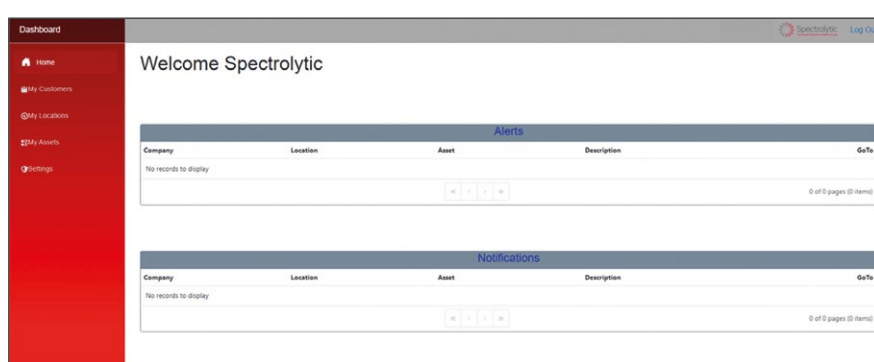 Dashboard
Spectrolytic
Home
My Customers
My Locations
My Assets
Settings
Welcome Spectrolytic
Alerts
Company Location Asset Description GoTo
No records to display
0 of 0 pages (0 items)
Notifications
Company Location Asset Description GoTo
No records to display
0 of 0 pages (0 items)